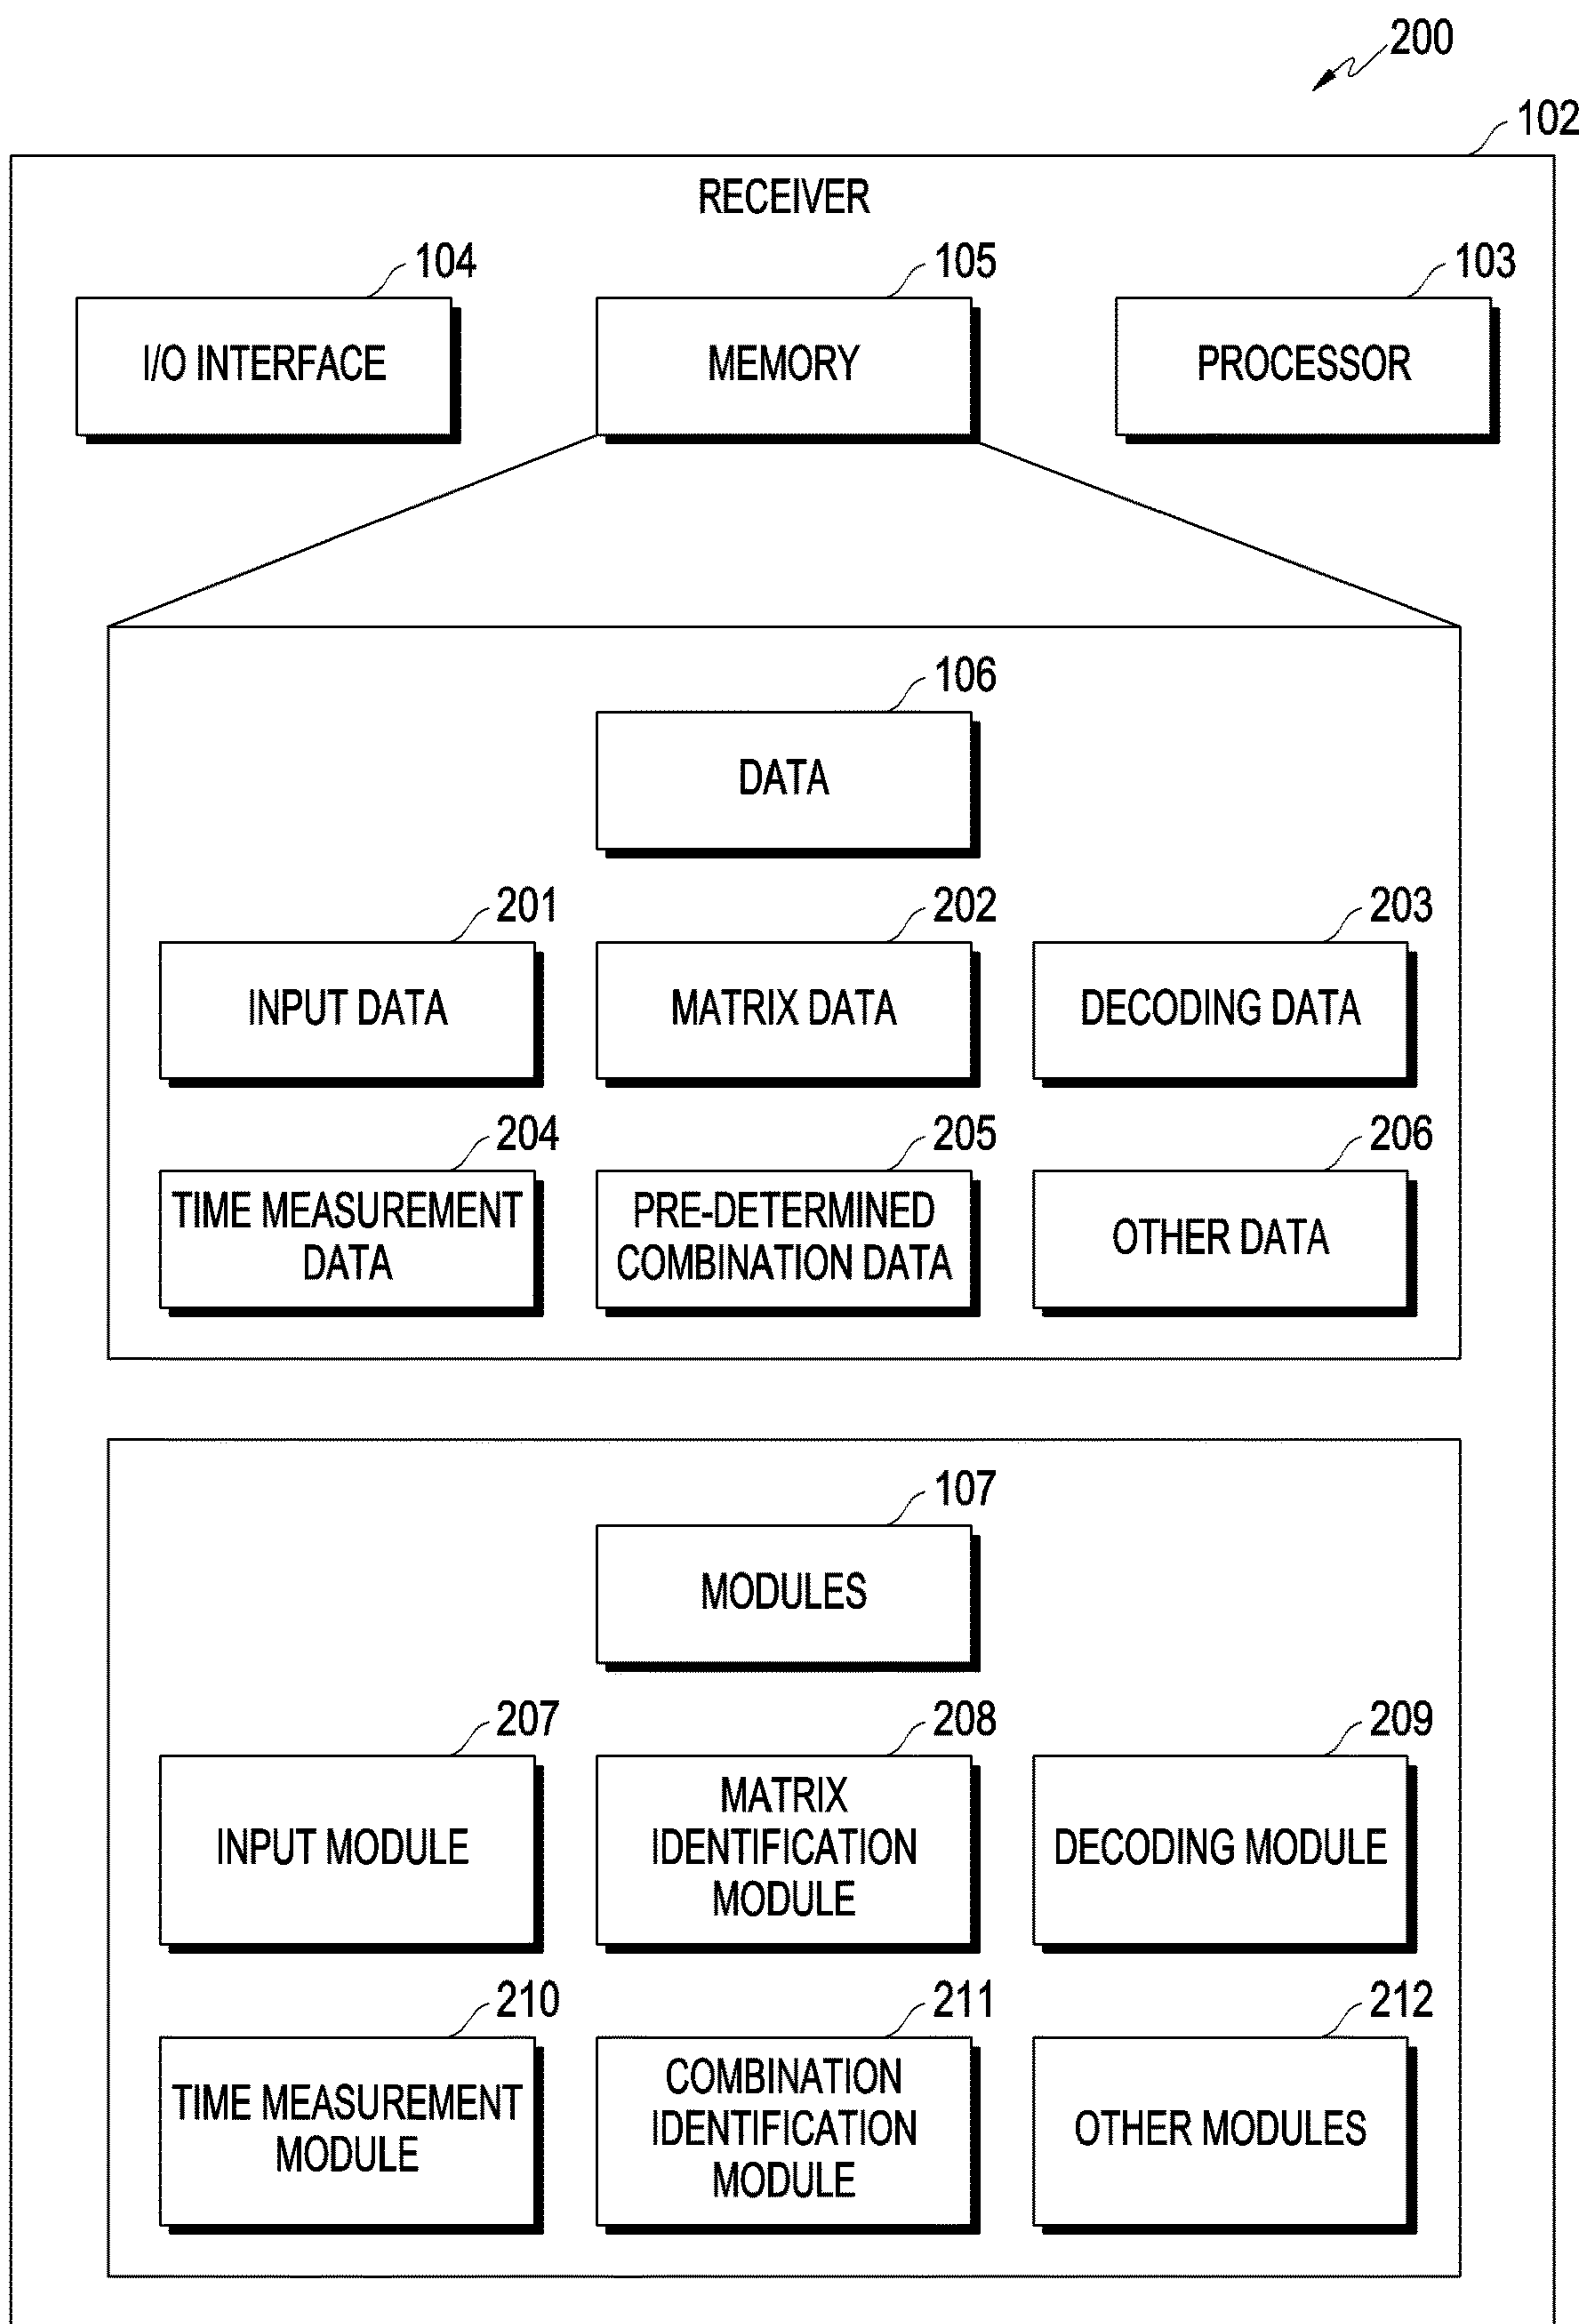 200
102
RECEIVER
104
105
103
I/O INTERFACE
MEMORY
PROCESSOR
106
DATA
201
202
203
INPUT DATA
MATRIX DATA
DECODING DATA
204
205
206
TIME MEASUREMENT
DATA
PRE-DETERMINED
COMBINATION DATA
OTHER DATA
107
MODULES
207
208
209
INPUT MODULE
MATRIX
IDENTIFICATION
MODULE
DECODING MODULE
210
211
212
TIME MEASUREMENT
MODULE
COMBINATION
IDENTIFICATION
MODULE
OTHER MODULES